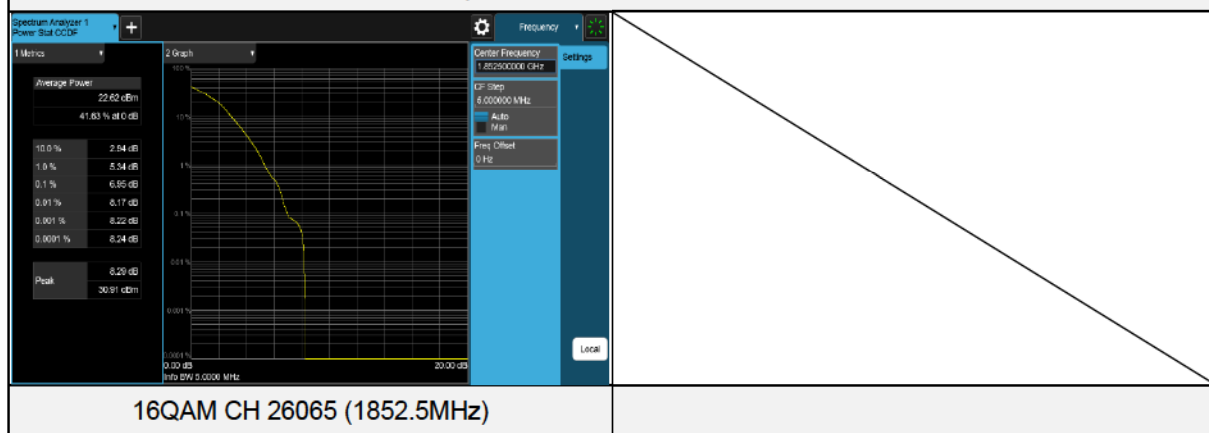 Spectrum Analyzer 1
Power Stat CCDF
+
Frequency
1 Metrics
2 Graph
Center Frequency
1.852500000 GHz
Settings
CF Step
5.000000 MHz
Auto
Man
Freq Offset
0 Hz
Average Power
22.62 dBm
41.63 % at 0 dB
10.0 % 2.94 dB
1.0 % 5.34 dB
0.1 % 6.95 dB
0.01 % 8.17 dB
0.001 % 8.22 dB
0.0001 % 8.24 dB
Peak
8.29 dB
30.91 dBm
100 %
10 %
1 %
0.1 %
0.01 %
0.001 %
0.0001 %
0.00 dB
20.00 dB
Info BW 5.0000 MHz
Local
16QAM CH 26065 (1852.5MHz)